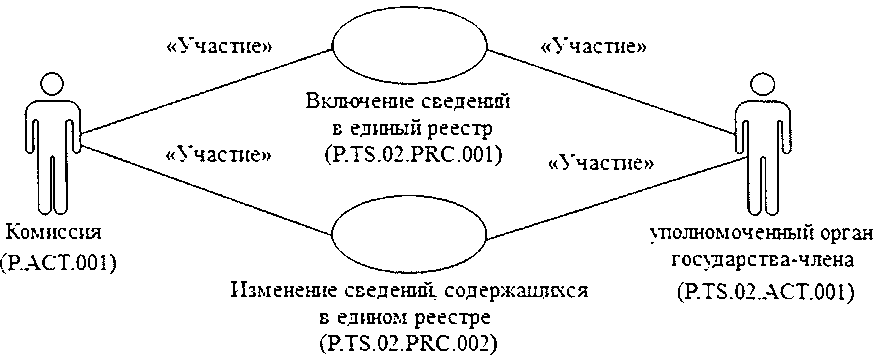 «Участие»
«Участие»
Включение сведений
в единый реестр
(P.TS.02.PRC.001)
«Участие»
«Участие»
Комиссия
(P.ACT.001)
уполномоченный орган
государства-члена
(P.TS.02.ACT.001)
Изменение сведений, содержащихся
в едином реестре
(P.TS.02.PRC.002)